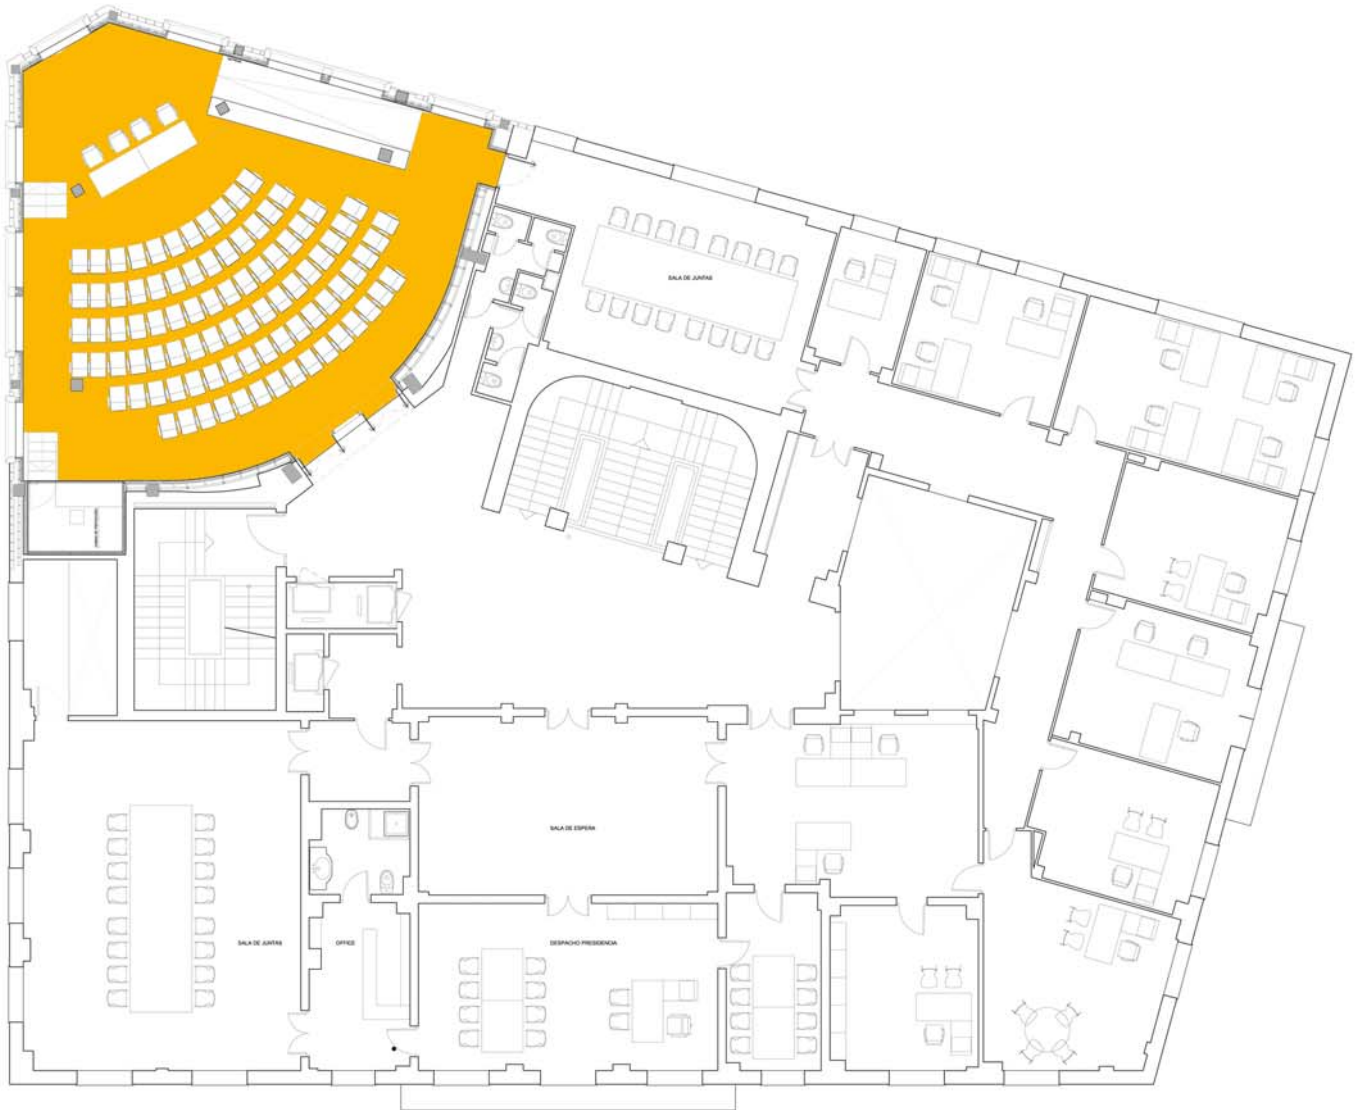 SALA DE JUNTAS
SALA DE ESPERA
SALA DE JUNTAS
OFFICE
DESPACHO PRESIDENCIA